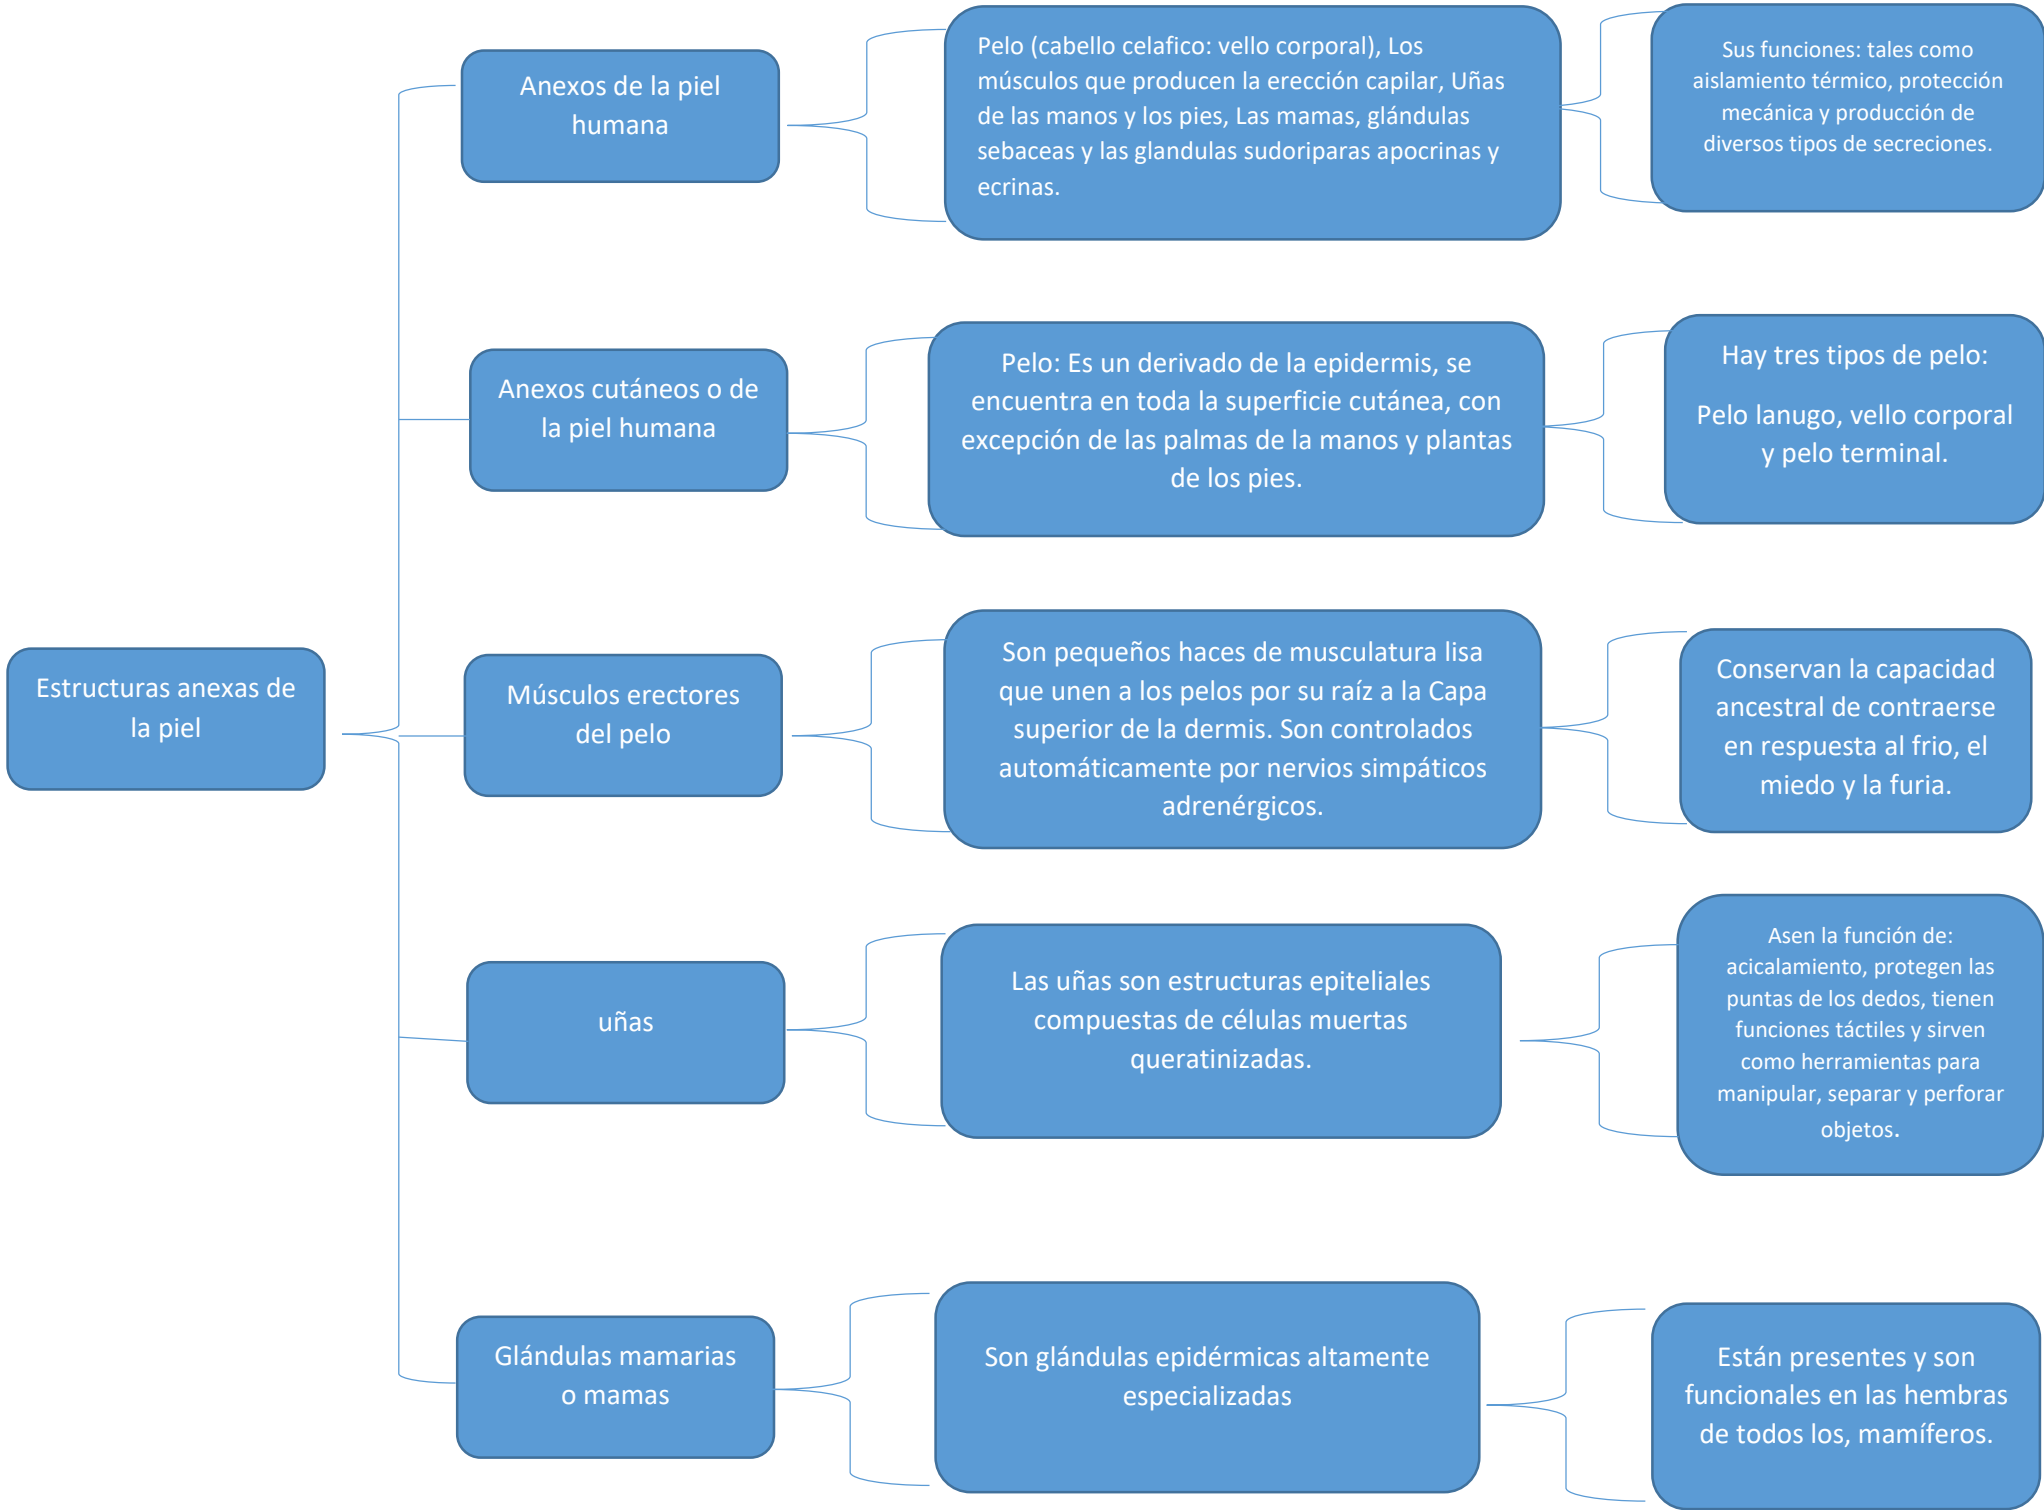 Estructuras anexas de
la piel
Anexos de la piel
humana
Pelo (cabello celafico: vello corporal), Los
músculos que producen la erección capilar, Uñas
de las manos y los pies, Las mamas, glándulas
sebaceas y las glandulas sudoriparas apocrinas y
ecrinas.
Sus funciones: tales como
aislamiento térmico, protección
mecánica y producción de
diversos tipos de secreciones.
Anexos cutáneos o de
la piel humana
Pelo: Es un derivado de la epidermis, se
encuentra en toda la superficie cutánea, con
excepción de las palmas de la manos y plantas
de los pies.
Hay tres tipos de pelo:
Pelo lanugo, vello corporal
y pelo terminal.
Músculos erectores
del pelo
Son pequeños haces de musculatura lisa
que unen a los pelos por su raíz a la Capa
superior de la dermis. Son controlados
automáticamente por nervios simpáticos
adrenérgicos.
Conservan la capacidad
ancestral de contraerse
en respuesta al frio, el
miedo y la furia.
uñas
Las uñas son estructuras epiteliales
compuestas de células muertas
queratinizadas.
Asen la función de:
acicalamiento, protegen las
puntas de los dedos, tienen
funciones táctiles y sirven
como herramientas para
manipular, separar y perforar
objetos.
Glándulas mamarias
o mamas
Son glándulas epidérmicas altamente
especializadas
Están presentes y son
funcionales en las hembras
de todos los, mamíferos.